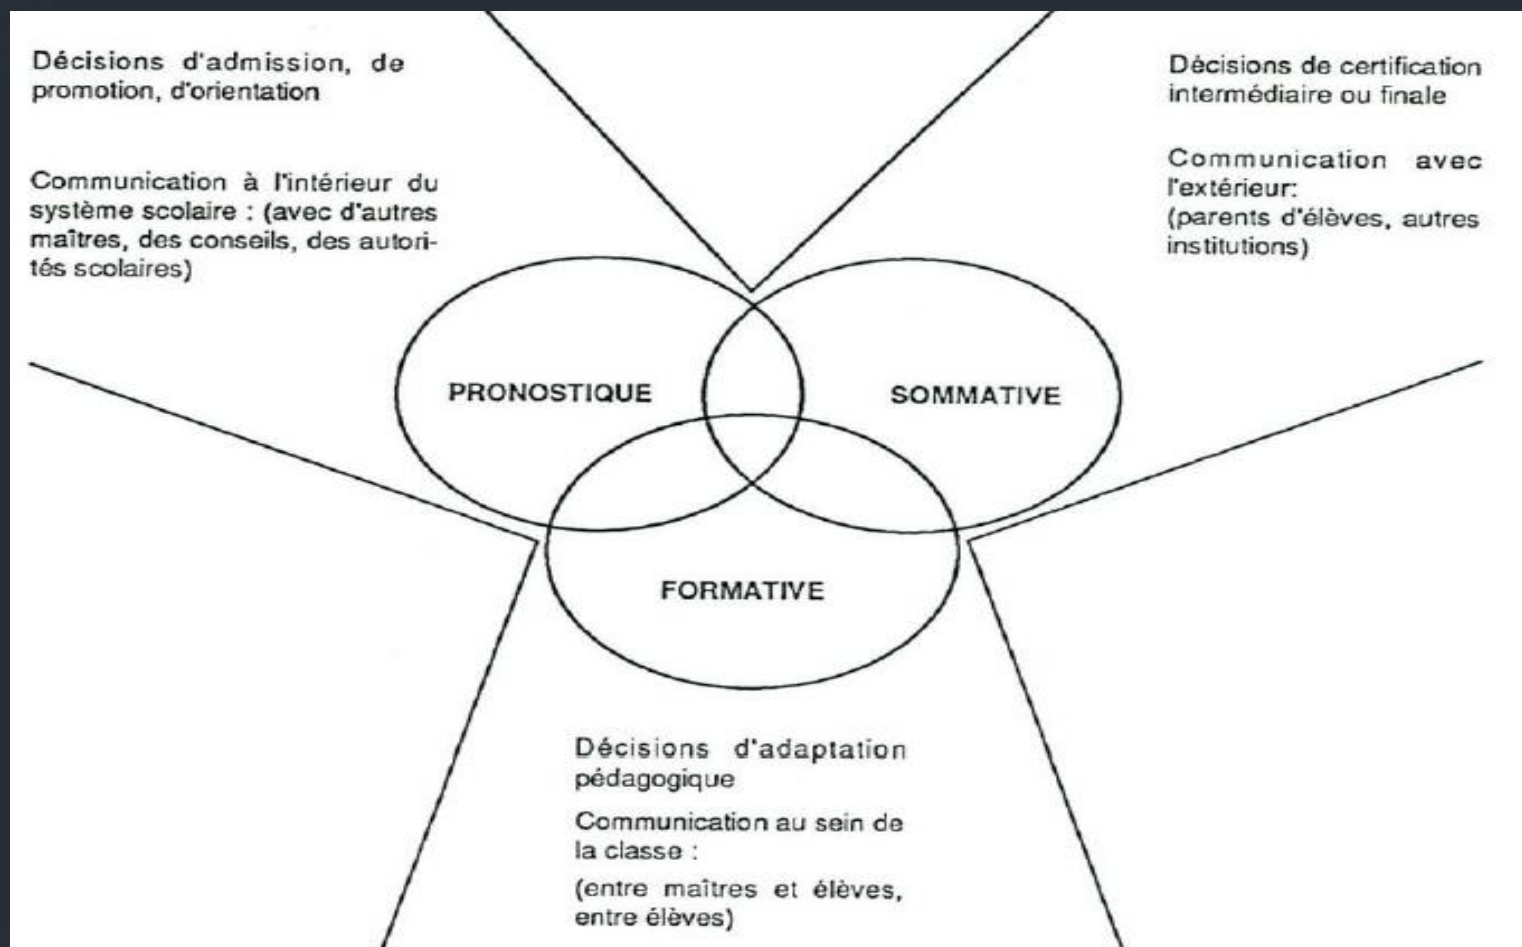 Décisions d'admission, de
promotion, d'orientation
Communication à l'intérieur du
système scolaire : (avec d'autres
maîtres, des conseils, des autori-
tés scolaires)
Décisions de certification
intermédiaire ou finale
Communication avec
l'extérieur:
(parents d'élèves, autres
institutions)
PRONOSTIQUE
SOMMATIVE
FORMATIVE
Décisions d'adaptation
pédagogique
Communication au sein de
la classe :
(entre maîtres et élèves,
entre élèves)